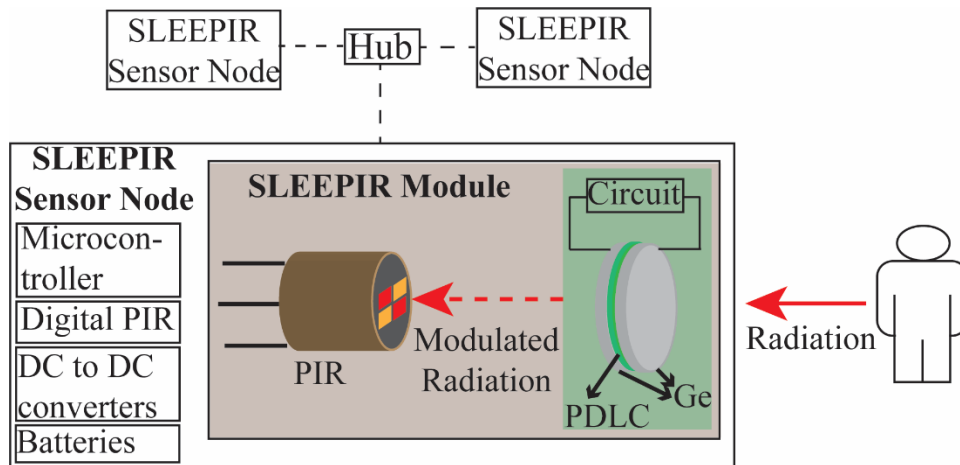 SLEEPIR
Sensor Node
Hub
SLEEPIR
Sensor Node
SLEEPIR
Sensor Node
Microcon-
troller
Digital PIR
DC to DC
converters
Batteries
SLEEPIR Module
Circuit
PIR
Modulated
Radiation
PDLC
Ge
Radiation